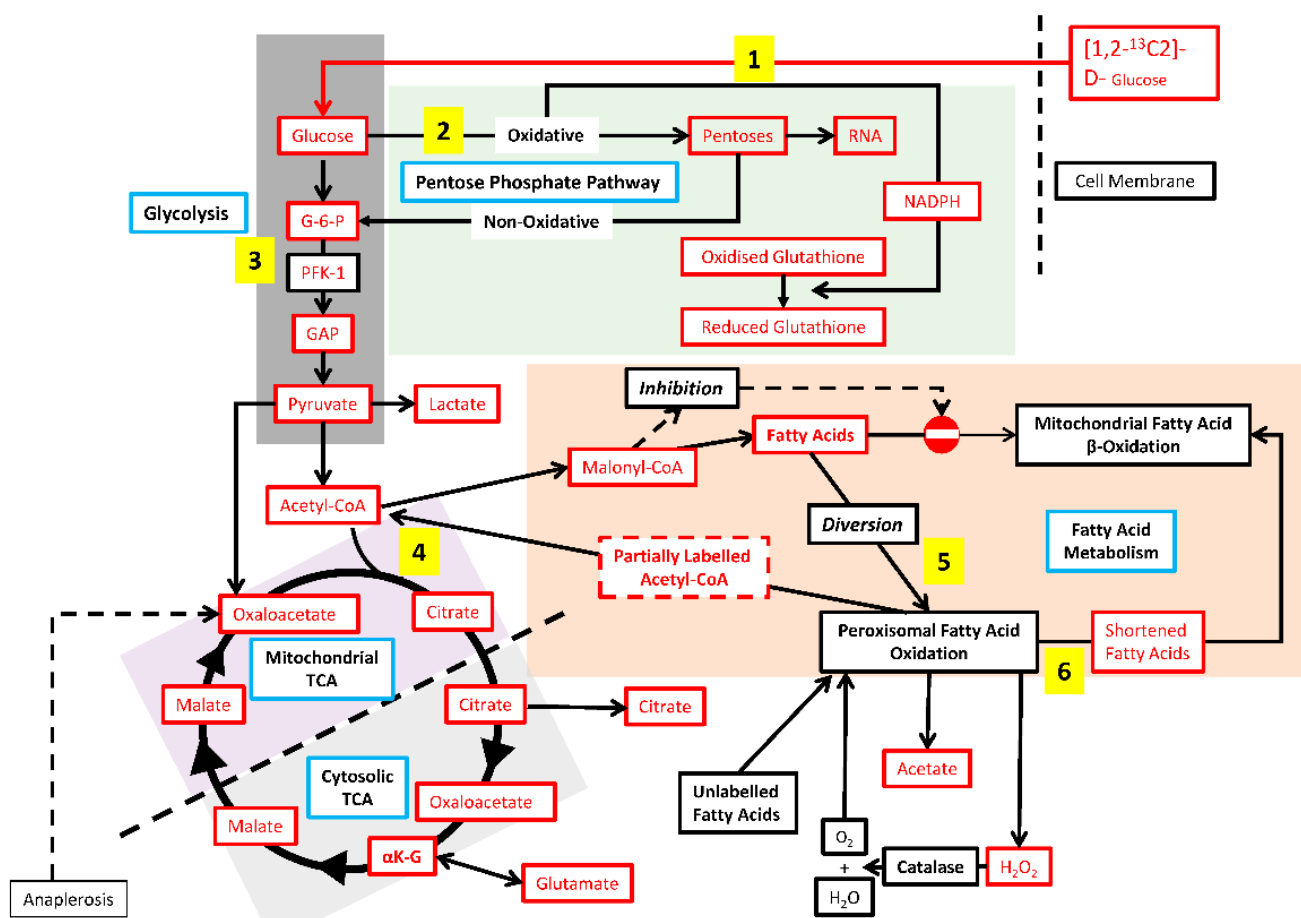 1
[1,2-¹³C2]-
D- Glucose
Glucose
2
Oxidative
Pentoses
RNA
Pentose Phosphate Pathway
Cell Membrane
Glycolysis
G-6-P
Non-Oxidative
NADPH
3
PFK-1
Oxidised Glutathione
GAP
Reduced Glutathione
Pyruvate
Lactate
Inhibition
Fatty Acids
Mitochondrial Fatty Acid
β-Oxidation
Malonyl-CoA
Acetyl-CoA
Diversion
Fatty Acid
Metabolism
4
Partially Labelled
Acetyl-CoA
5
Oxaloacetate
Citrate
Peroxisomal Fatty Acid
Oxidation
Shortened
Fatty Acids
Mitochondrial
TCA
6
Malate
Citrate
Citrate
Acetate
Cytosolic
TCA
Unlabelled
Fatty Acids
Oxaloacetate
Malate
O₂
+
H₂O
αK-G
Catalase
H₂O₂
Glutamate
Anaplerosis